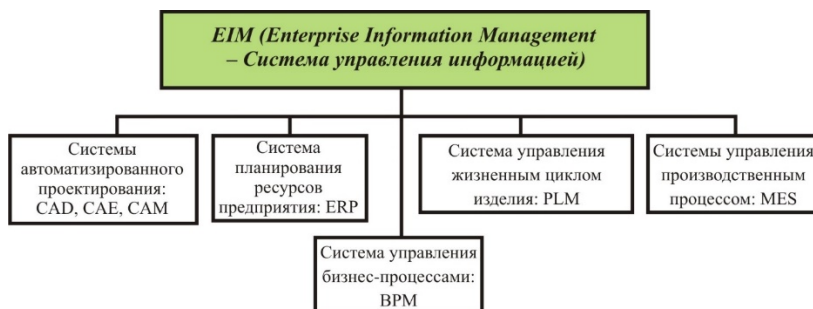 EIM (Enterprise Information Management
– Система управления информацией)
Системы
автоматизированного
проектирования:
CAD, CAE, CAM
Система
планирования
ресурсов
предприятия: ERP
Система управления
бизнес-процессами:
BPM
Система управления
жизненным циклом
изделия: PLM
Системы управления
производственным
процессом: MES